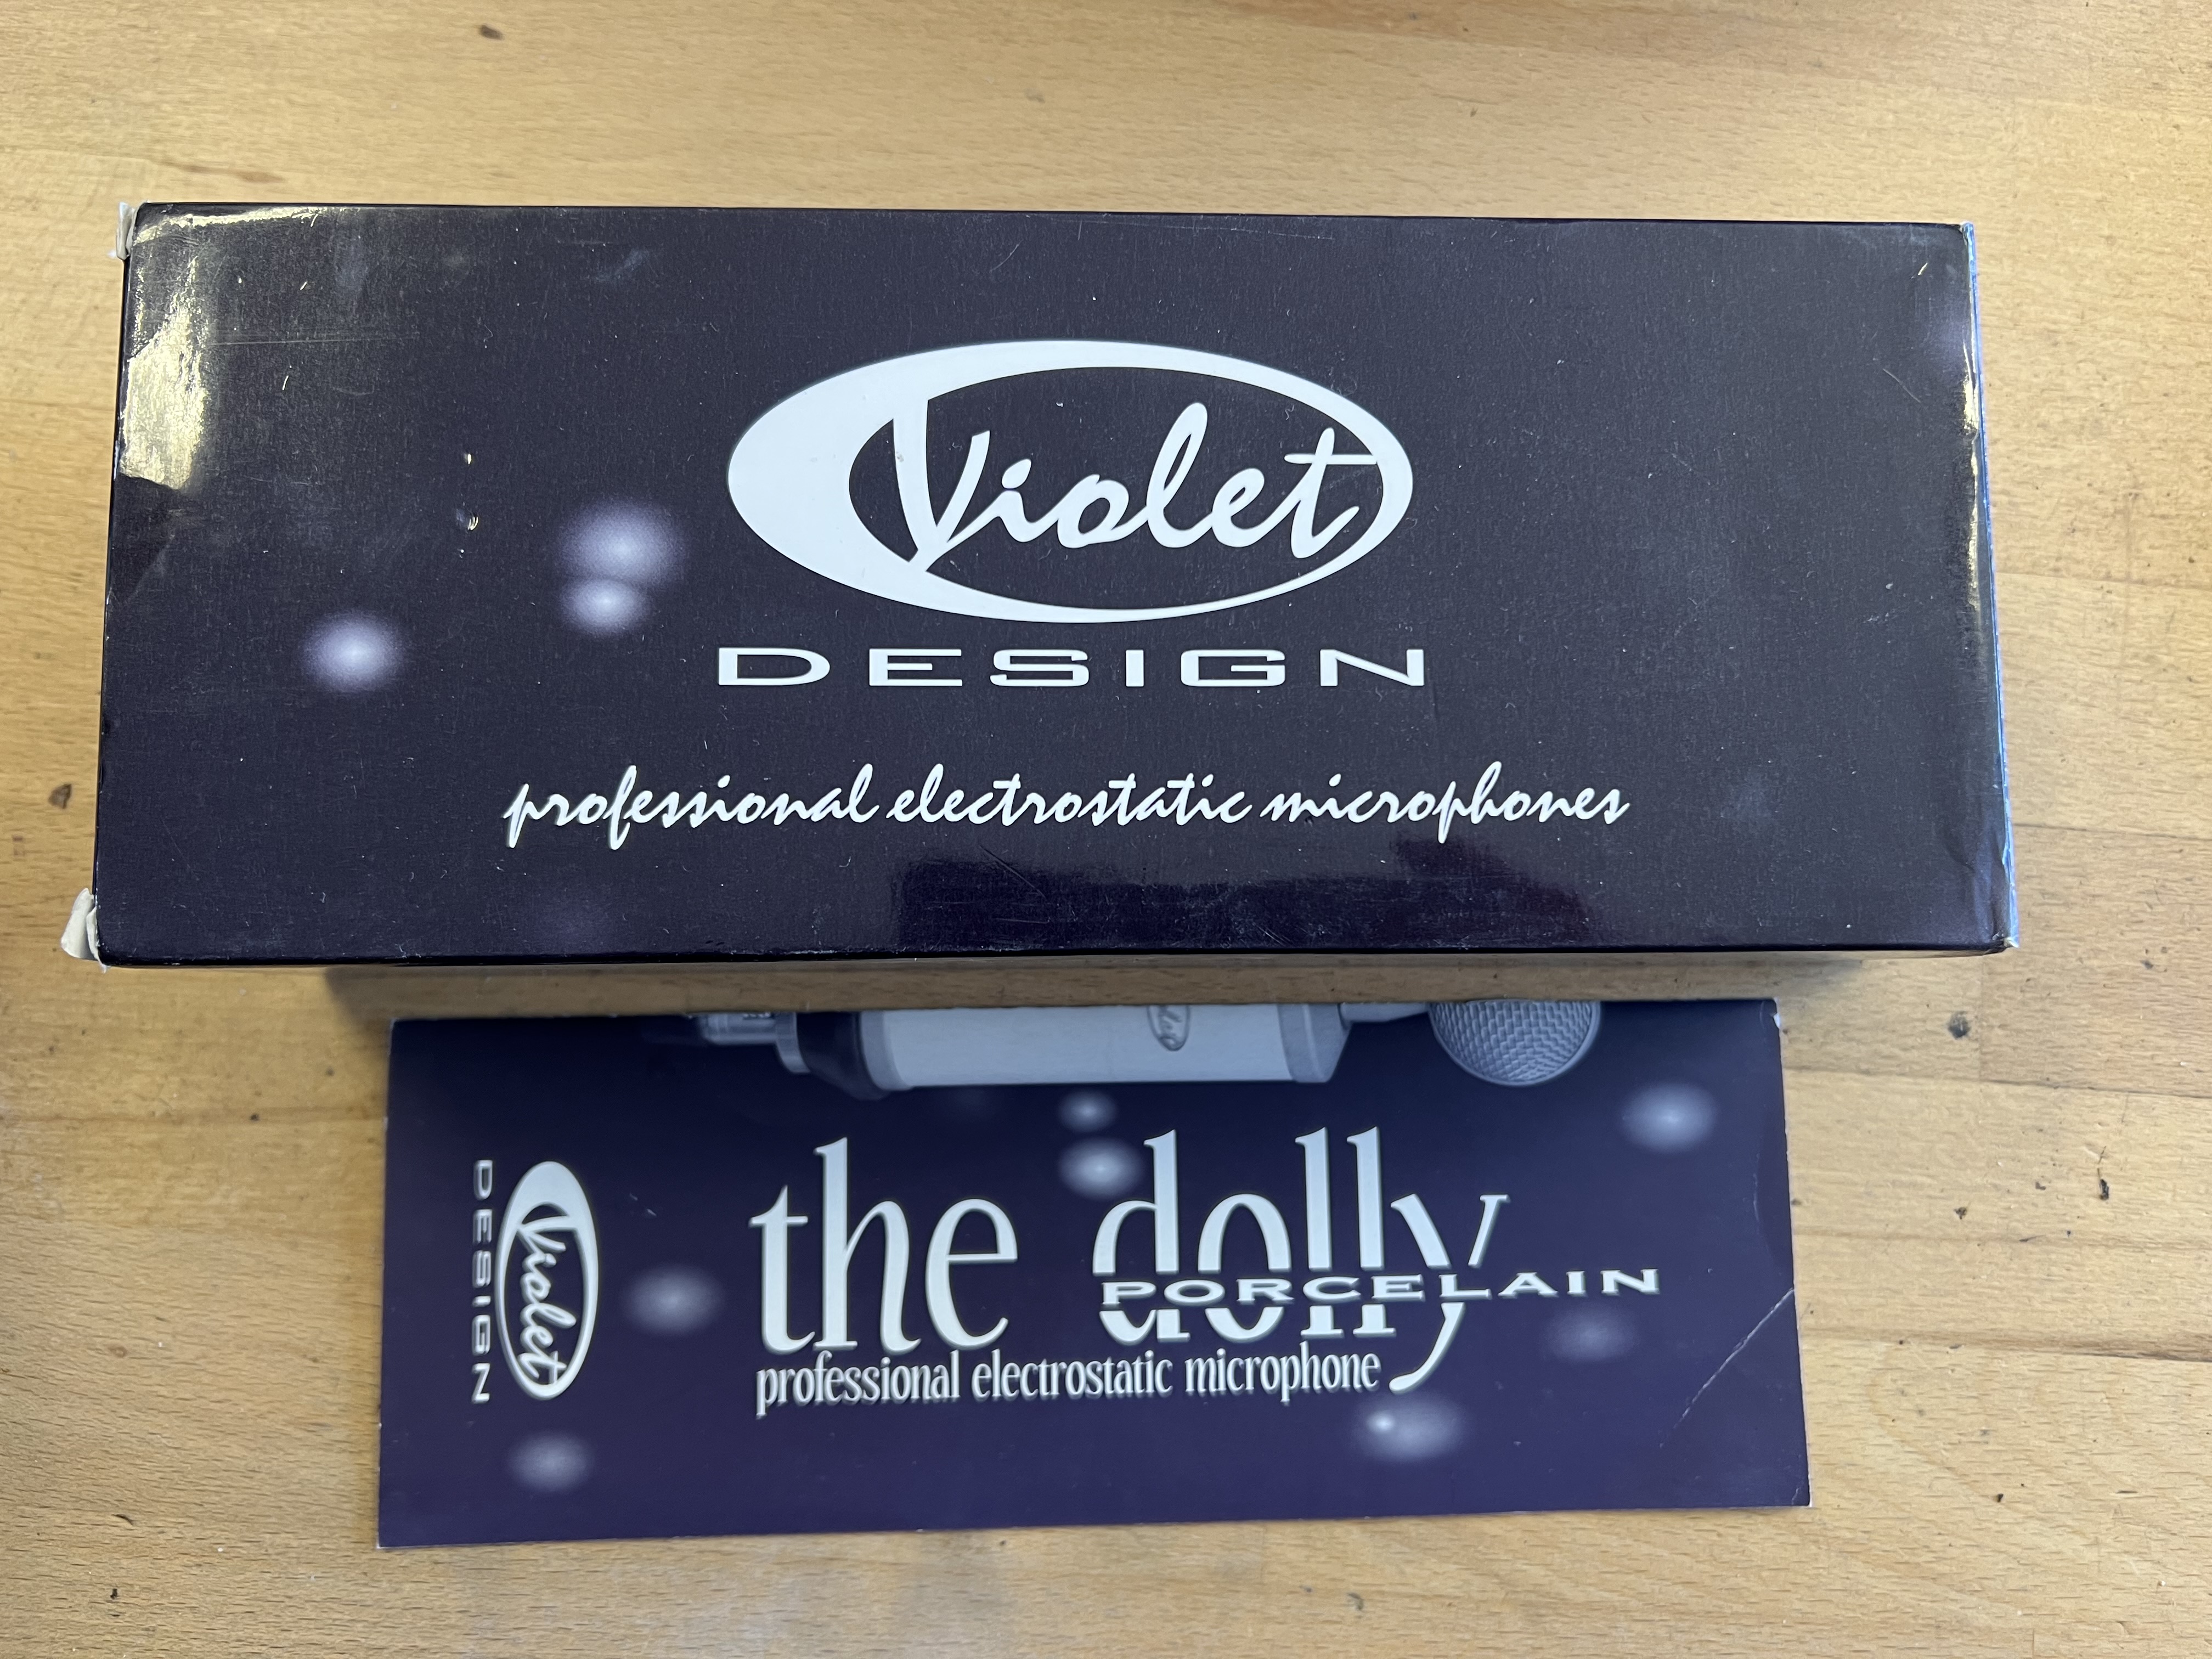 Violet
DESIGN
professional electrostatic microphones
Violet
DESIGN
the dolly
PORCELAIN
professional electrostatic microphone